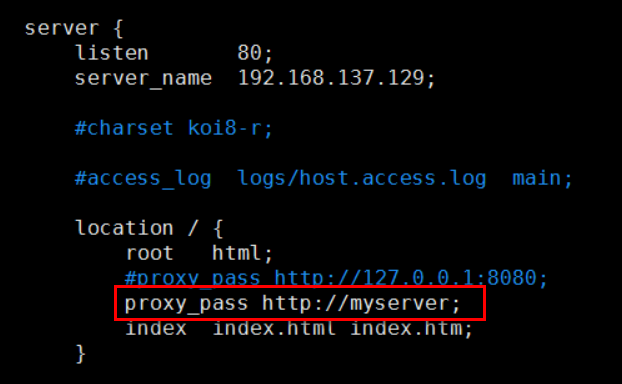 server {
    listen       80;
    server_name  192.168.137.129;
    #charset koi8-r;
    #access_log  logs/host.access.log  main;
    location / {
        root   html;
        #proxy_pass http://127.0.0.1:8080;
        proxy_pass http://myserver;
        index  index.html index.htm;
    }